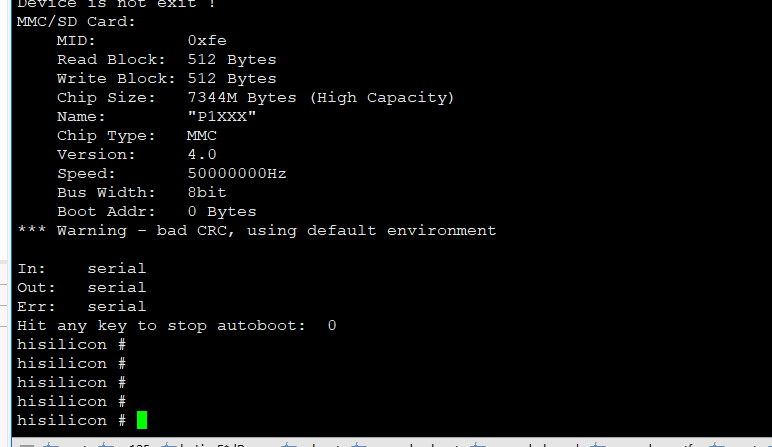 Device is not exit !
MMC/SD Card:
    MID:         0xfe
    Read Block:  512 Bytes
    Write Block: 512 Bytes
    Chip Size:   7344M Bytes (High Capacity)
    Name:        "P1XXX"
    Chip Type:   MMC
    Version:     4.0
    Speed:       50000000Hz
    Bus Width:   8bit
    Boot Addr:   0 Bytes
*** Warning - bad CRC, using default environment
In:    serial
Out:   serial
Err:   serial
Hit any key to stop autoboot:  0
hisilicon #
hisilicon #
hisilicon #
hisilicon #
hisilicon #